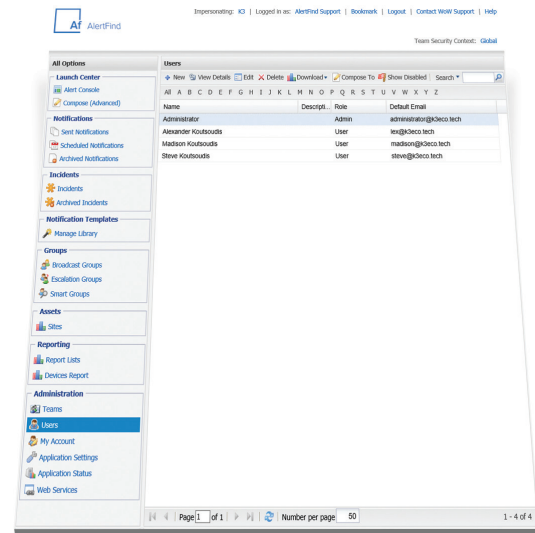 Impersonating: K3 | Logged in as: AlertFind Support | Bookmark | Logout | Contact WoW Support | Help
Af AlertFind
Team Security Context: Global
All Options
Launch Center
Alert Console
Compose (Advanced)
Notifications
Sent Notifications
Scheduled Notifications
Archived Notifications
Incidents
Incidents
Archived Incidents
Notification Templates
Manage Library
Groups
Broadcast Groups
Escalation Groups
Smart Groups
Assets
Sites
Reporting
Report Lists
Devices Report
Administration
Teams
Users
My Account
Application Settings
Application Status
Web Services
Users
New View Details Edit Delete Download Compose To Show Disabled Search
All A B C D E F G H I J K L M N O P Q R S T U V W X Y Z
Name Descripti... Role Default Email
Administrator Admin administrator@k3eco.tech
Alexander Koutsoudis User lex@k3eco.tech
Madison Koutsoudis User madison@k3eco.tech
Steve Koutsoudis User steve@k3eco.tech
Page 1 of 1 Number per page 50 1 - 4 of 4